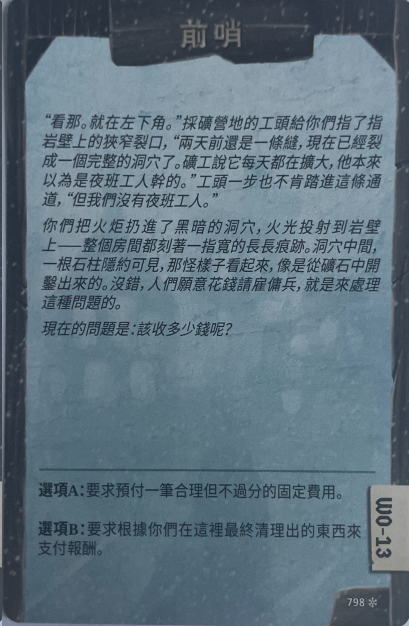 前哨
“看那。就在左下角。”採礦營地的工頭給你們指了指
岩壁上的狹窄裂口，“兩天前還是一條縫，現在已經裂
成一個完整的洞穴了。礦工說它每天都在擴大，他本來
以為是夜班工人幹的。”工頭一步也不肯踏進這條通
道，“但我們沒有夜班工人。”
你們把火炬扔進了黑暗的洞穴，火光投射到岩壁
上——整個房間都刻著一指寬的長長痕跡。洞穴中間，
一根石柱隱約可見，那怪樣子看起來，像是從礦石中開
鑿出來的。沒錯，人們願意花錢請雇傭兵，就是來處理
這種問題的。
現在的問題是：該收多少錢呢？
選項A：要求預付一筆合理但不過分的固定費用。
選項B：要求根據你們在這裡最終清理出的東西來
支付報酬。
WO-13
798